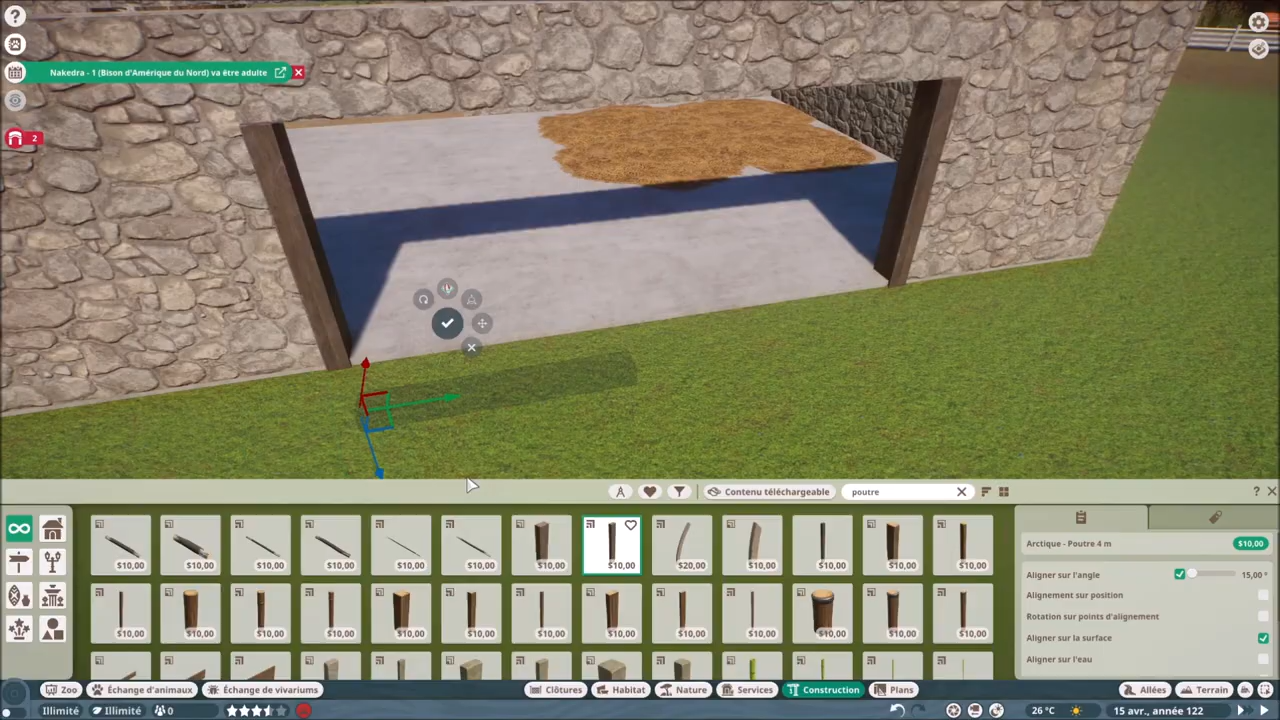 Nakedra - 1 (Bison d'Amérique du Nord) va être adulte
2
Contenu téléchargeable
poutre
$10,00 $10,00 $10,00 $10,00 $10,00 $10,00 $10,00 $10,00 $20,00 $10,00 $10,00 $10,00 $10,00
$10,00 $10,00 $10,00 $10,00 $10,00 $10,00 $10,00 $10,00 $10,00 $10,00 $10,00 $10,00 $10,00
Arctique - Poutre 4 m $10,00
Aligner sur l'angle 15,00 °
Alignement sur position
Rotation sur points d'alignement
Aligner sur la surface
Aligner sur l'eau
Zoo Échange d'animaux Échange de vivariums Clôtures Habitat Nature Services Construction Plans Allées Terrain
Illimité Illimité 0 26 °C 15 avr., année 122